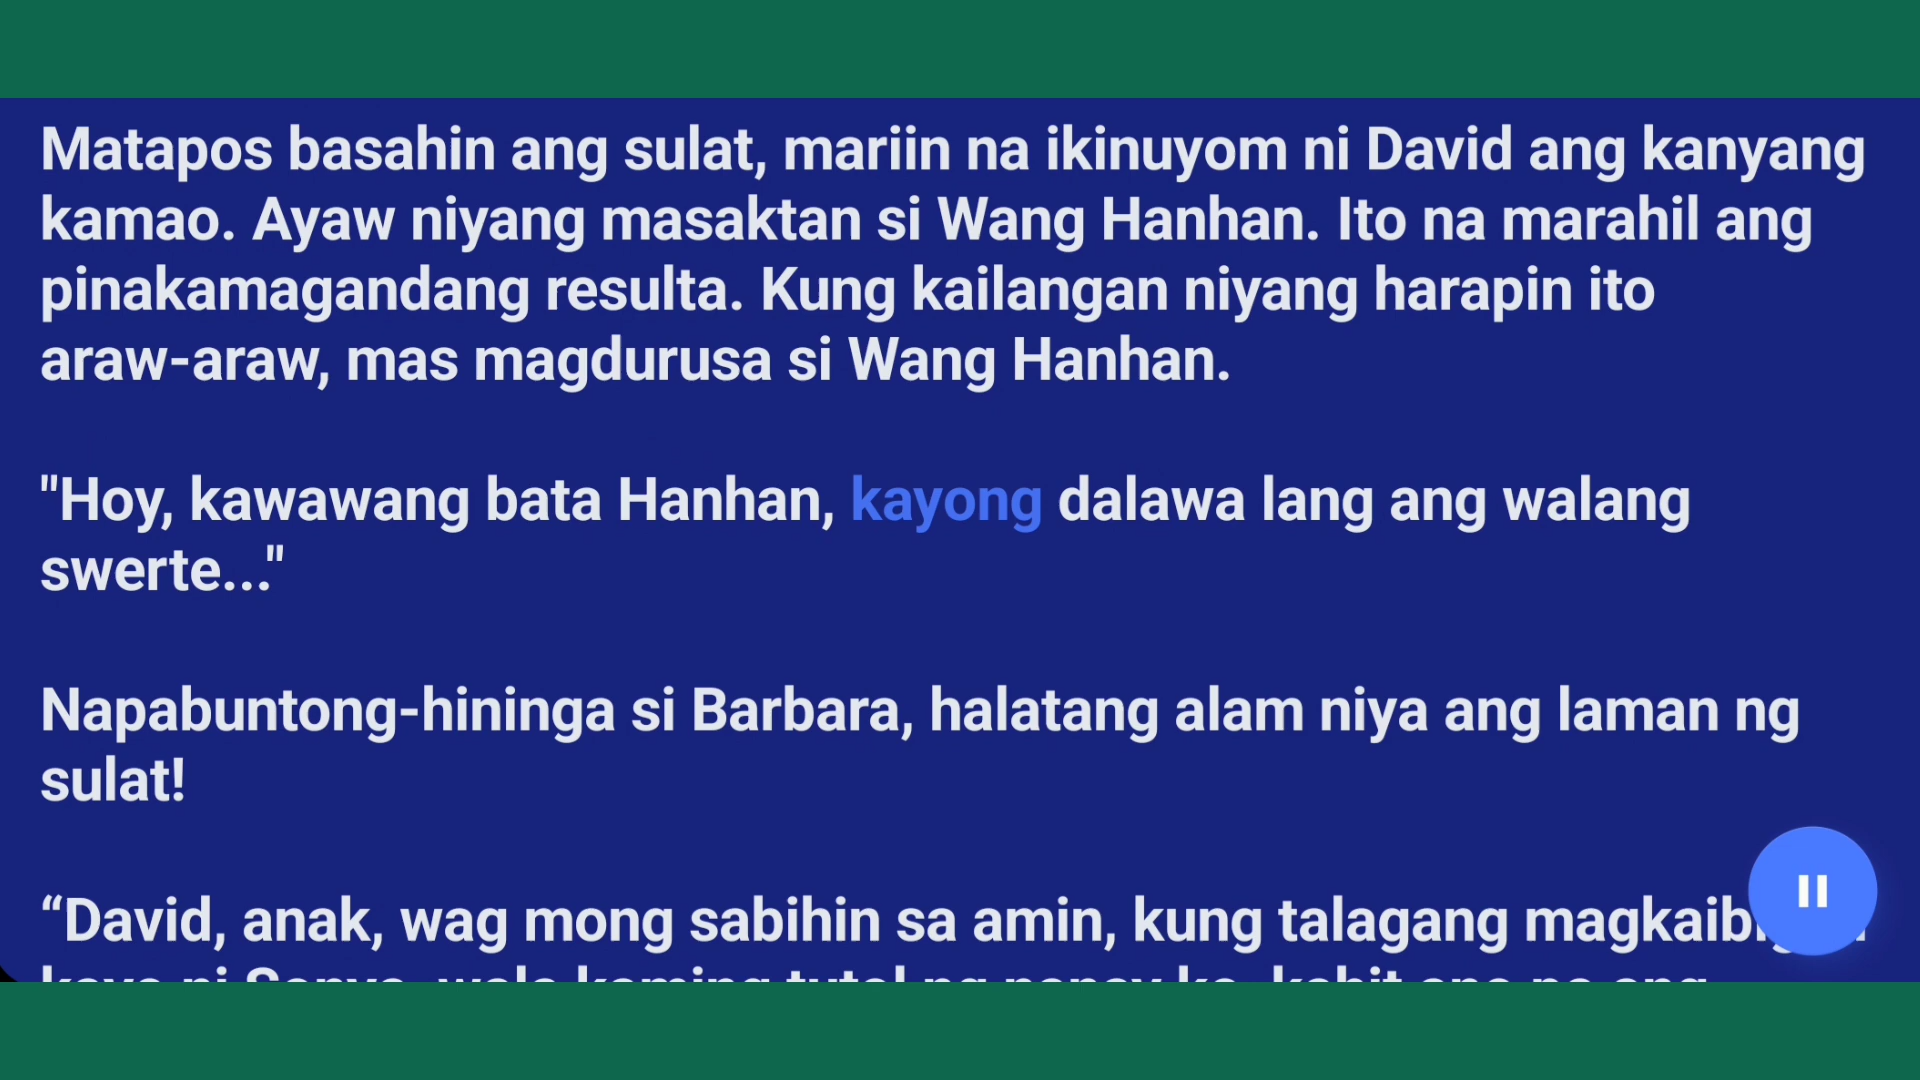 Matapos basahin ang sulat, mariin na ikinuyom ni David ang kanyang
kamao. Ayaw niyang masaktan si Wang Hanhan. Ito na marahil ang
pinakamagandang resulta. Kung kailangan niyang harapin ito
araw-araw, mas magdurusa si Wang Hanhan.
"Hoy, kawawang bata Hanhan, kayong dalawa lang ang walang
swerte..."
Napabuntong-hininga si Barbara, halatang alam niya ang laman ng
sulat!
“David, anak, wag mong sabihin sa amin, kung talagang